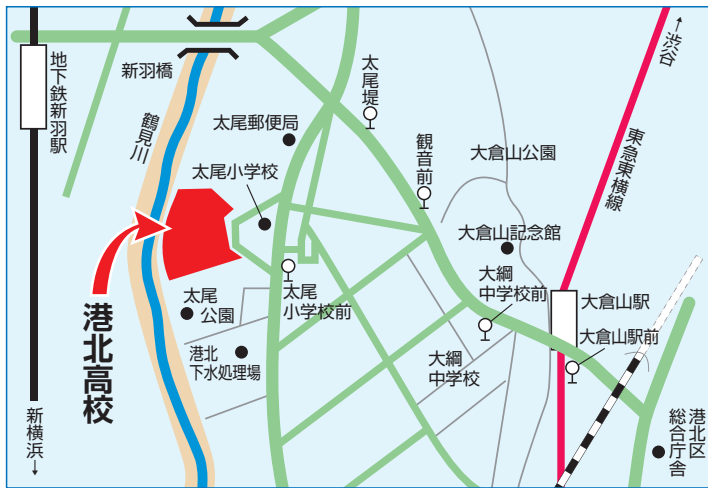 地下鉄新羽駅
新羽橋
鶴見川
太尾郵便局
太尾堤
観音前
太尾小学校
大倉山公園
→渋谷
東急東横線
大倉山記念館
港北高校
太尾
公園
太尾
小学校前
大綱
中学校前
大倉山駅
大倉山駅前
港北
下水処理場
大綱
中学校
新横浜→
港北区
総合庁舎